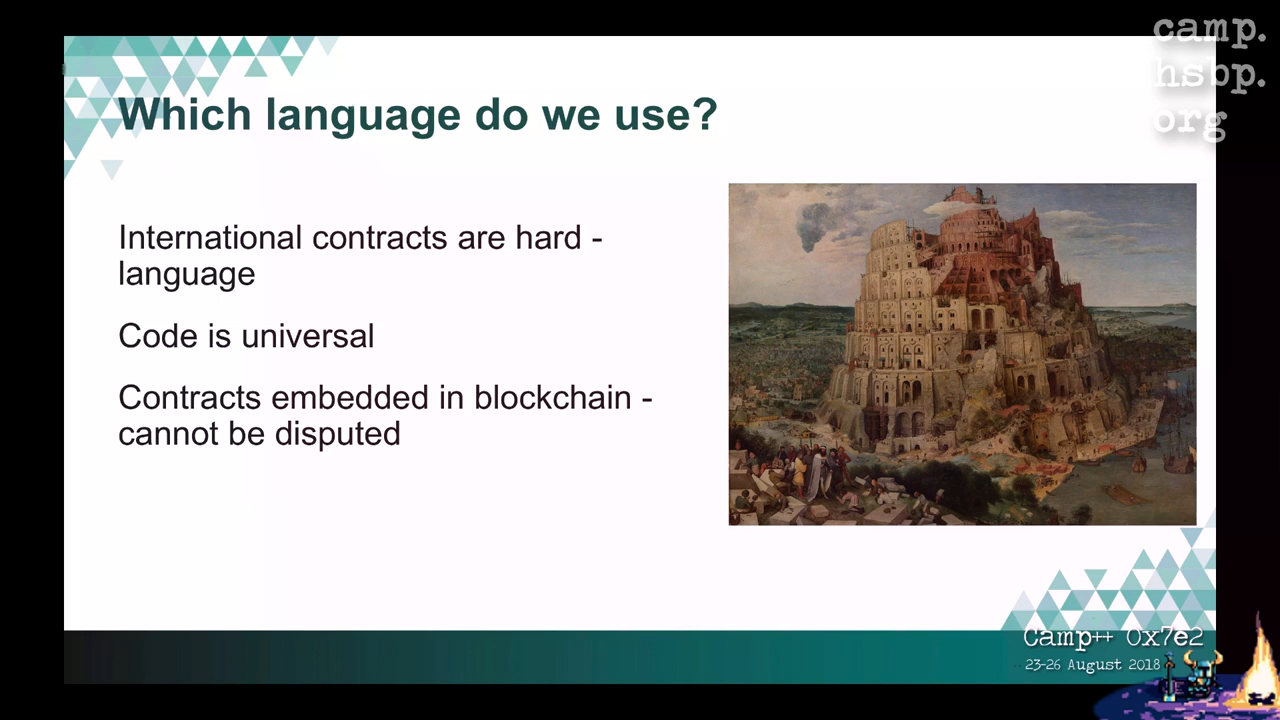 camp.
hsbp.
org
Which language do we use?
International contracts are hard -
language
Code is universal
Contracts embedded in blockchain -
cannot be disputed
Camp++ 0x7e2
23-26 August 2018